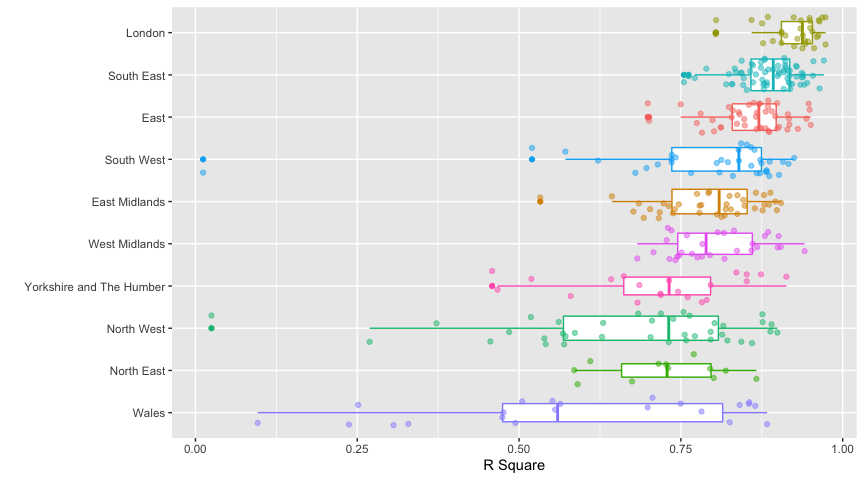 London
South East
East
South West
East Midlands
West Midlands
Yorkshire and The Humber
North West
North East
Wales
0.00 0.25 0.50 0.75 1.00
R Square